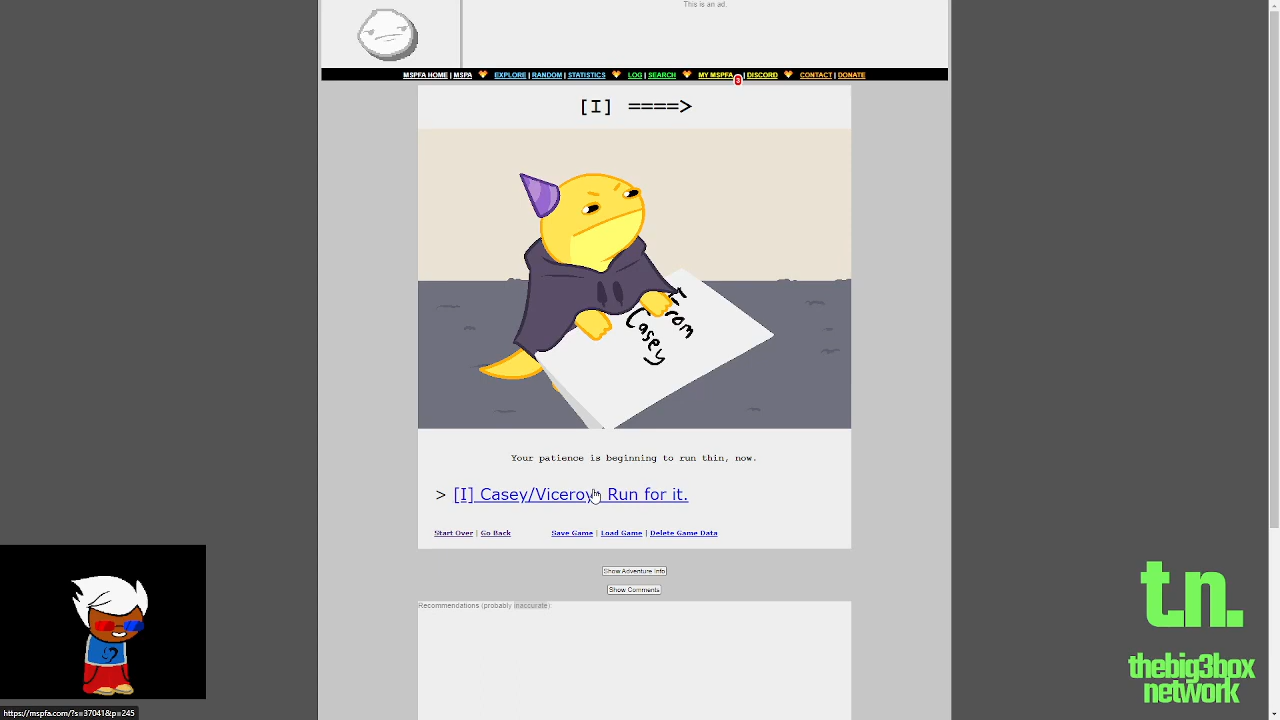 This is an ad.
MSPFA HOME | MSPA EXPLORE | RANDOM | STATISTICS LOG | SEARCH MY MSPFA 3 | DISCORD CONTACT | DONATE
[I] ====>
From
Casey
Your patience is beginning to run thin, now.
> [I] Casey/Viceroy: Run for it.
Start Over | Go Back Save Game | Load Game | Delete Game Data
Show Adventure Info
Show Comments
Recommendations (probably inaccurate):
t.n.
thebig3box
network
https://mspfa.com/?s=37041&p=245